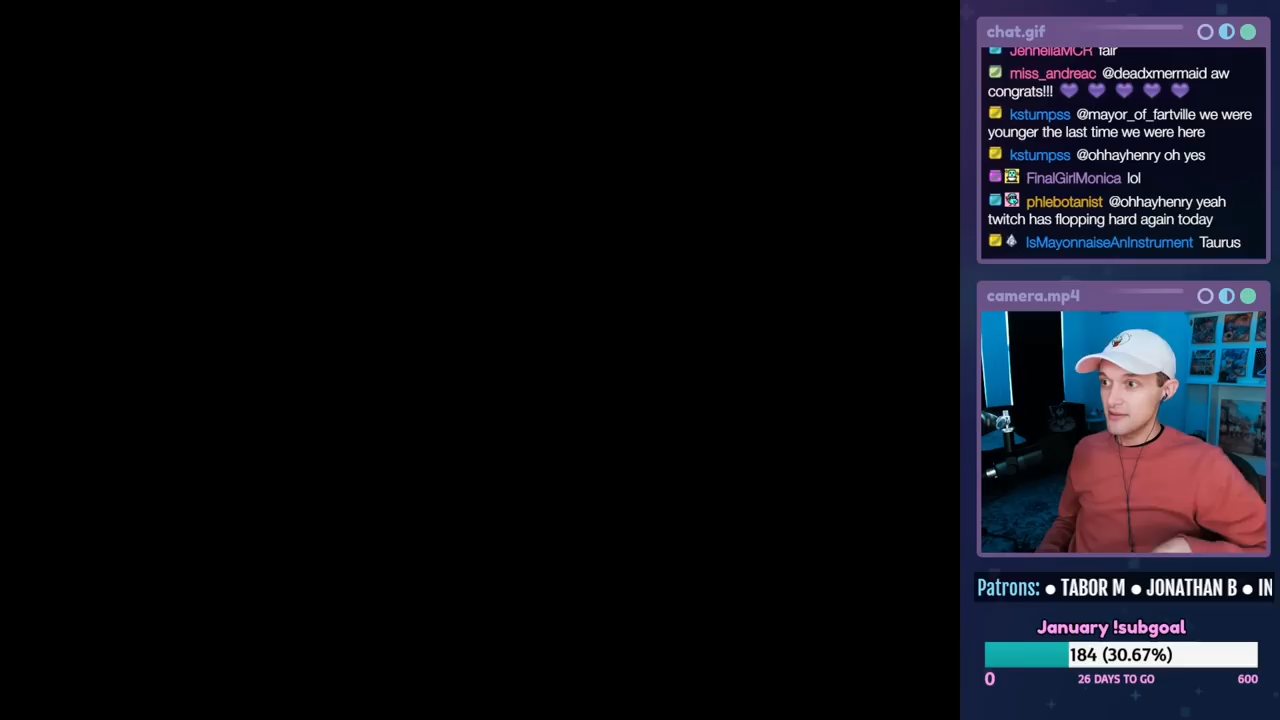 chat.gif
JenneliaMCR fair
miss_andreac @deadxmermaid aw
congrats!!!
kstumpss @mayor_of_fartville we were
younger the last time we were here
kstumpss @ohhayhenry oh yes
FinalGirlMonica lol
phlebotanist @ohhayhenry yeah
twitch has flopping hard again today
IsMayonnaiseAnInstrument Taurus
camera.mp4
Patrons: ● TABOR M ● JONATHAN B ● IN
January !subgoal
184 (30.67%)
0 26 DAYS TO GO 600